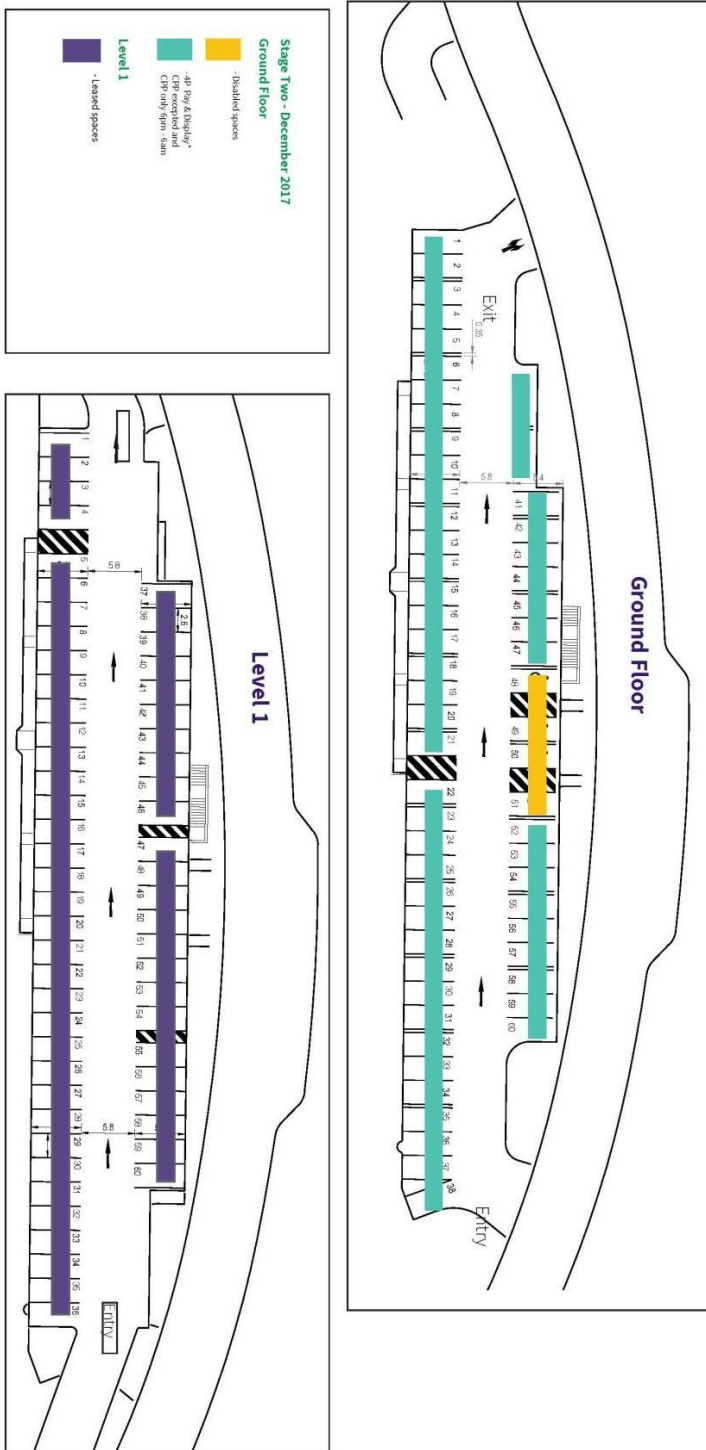 Stage Two - December 2017
Ground Floor
- Disabled spaces
- 4P Pay & Display*
CPP excepted and
CPP only 6pm - 6am
Level 1
- Leased spaces
Ground Floor
Exit
0.35
1 2 3 4 5 6 7 8 9 10 11 12 13 14 15 16 17 18 19 20 21 22 23 24 25 26 27 28 29 30 31 32 33 34 35 36 37 38
5.8
41 42 43 44 45 46 47 48 49 50 51 52 53 54 55 56 57 58 59 60
Entry
Level 1
37 38 39 40 41 42 43 44 45 46 47 48 49 50 51 52 53 54 55 56 57 58 59 60
2.6
5.8
5.8
1 2 3 4 5 6 7 8 9 10 11 12 13 14 15 16 17 18 19 20 21 22 23 24 25 26 27 28 29 30 31 32 33 34 35 36
Entry